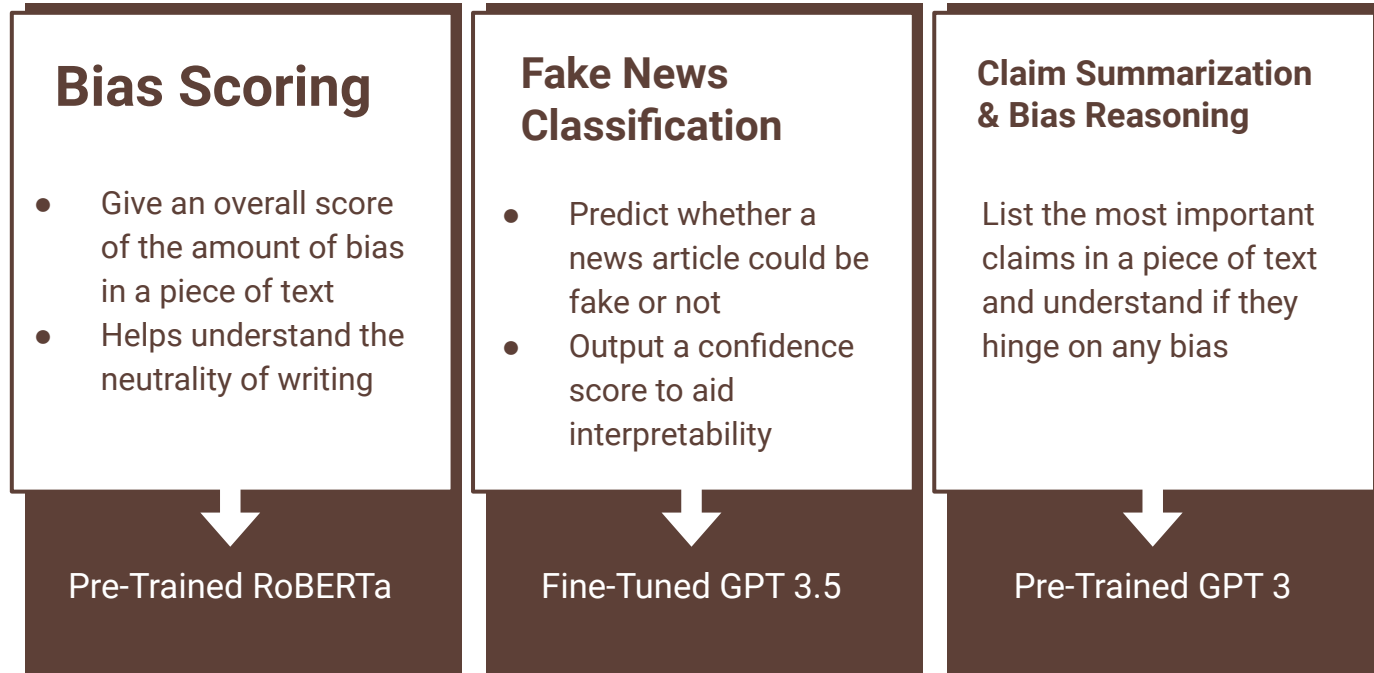 Bias Scoring
● Give an overall score
of the amount of bias
in a piece of text
● Helps understand the
neutrality of writing
Pre-Trained RoBERTa
Fake News
Classification
● Predict whether a
news article could be
fake or not
● Output a confidence
score to aid
interpretability
Fine-Tuned GPT 3.5
Claim Summarization
& Bias Reasoning
List the most important
claims in a piece of text
and understand if they
hinge on any bias
Pre-Trained GPT 3